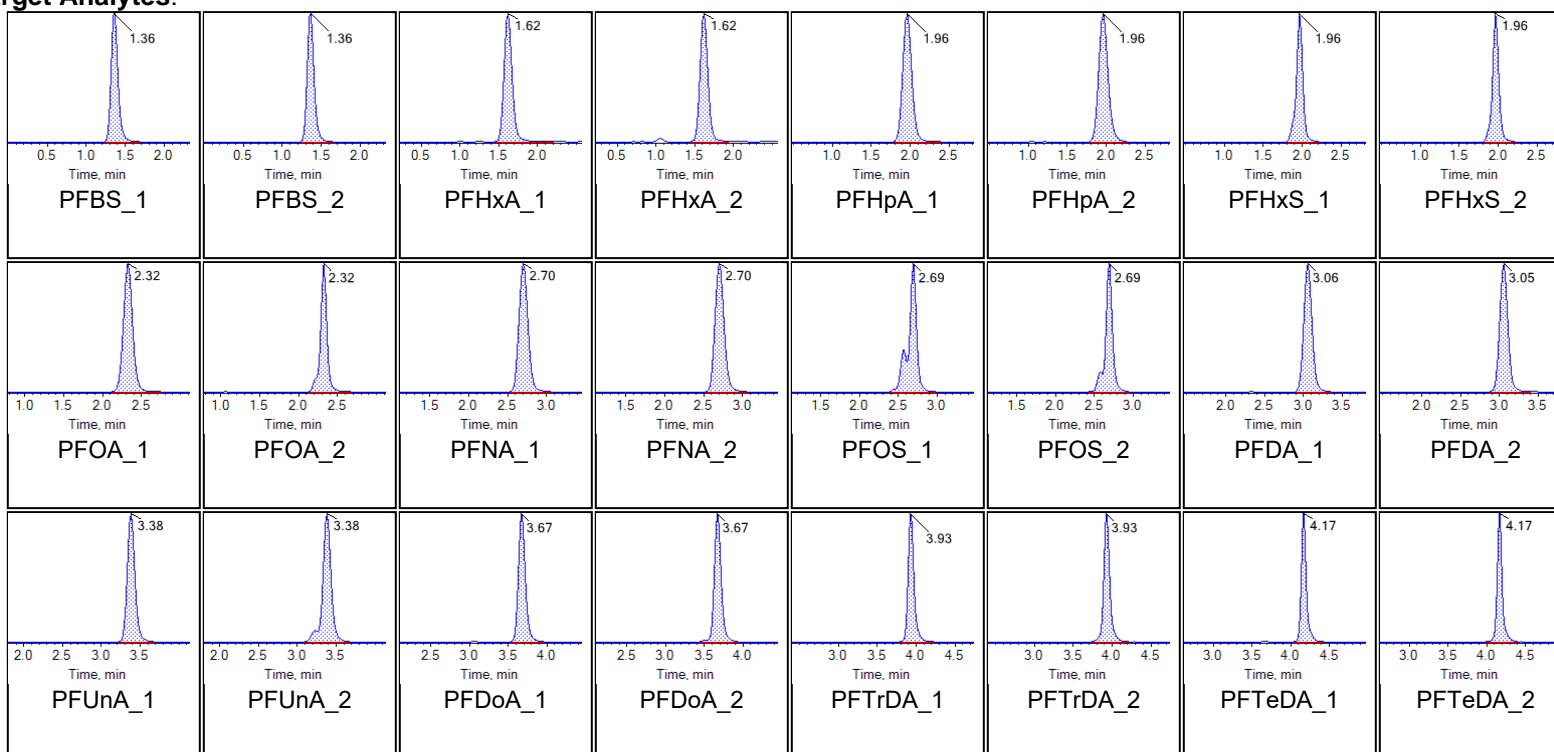 rget Analytes:
1.36 1.36 1.62 1.62 1.96 1.96 1.96 1.96
0.5 1.0 1.5 2.0 0.5 1.0 1.5 2.0 0.5 1.0 1.5 2.0 0.5 1.0 1.5 2.0 1.0 1.5 2.0 2.5 1.0 1.5 2.0 2.5 1.0 1.5 2.0 2.5 1.0 1.5 2.0 2.5
Time, min Time, min Time, min Time, min Time, min Time, min Time, min Time, min
PFBS_1 PFBS_2 PFHxA_1 PFHxA_2 PFHpA_1 PFHpA_2 PFHxS_1 PFHxS_2
2.32 2.32 2.70 2.70 2.69 2.69 3.06 3.05
1.0 1.5 2.0 2.5 1.0 1.5 2.0 2.5 1.5 2.0 2.5 3.0 1.5 2.0 2.5 3.0 1.5 2.0 2.5 3.0 1.5 2.0 2.5 3.0 2.0 2.5 3.0 3.5 2.0 2.5 3.0 3.5
Time, min Time, min Time, min Time, min Time, min Time, min Time, min Time, min
PFOA_1 PFOA_2 PFNA_1 PFNA_2 PFOS_1 PFOS_2 PFDA_1 PFDA_2
3.38 3.38 3.67 3.67 3.93 3.93 4.17 4.17
2.0 2.5 3.0 3.5 2.0 2.5 3.0 3.5 2.5 3.0 3.5 4.0 2.5 3.0 3.5 4.0 3.0 3.5 4.0 4.5 3.0 3.5 4.0 4.5 3.0 3.5 4.0 4.5 3.0 3.5 4.0 4.5
Time, min Time, min Time, min Time, min Time, min Time, min Time, min Time, min
PFUnA_1 PFUnA_2 PFDoA_1 PFDoA_2 PFTrDA_1 PFTrDA_2 PFTeDA_1 PFTeDA_2